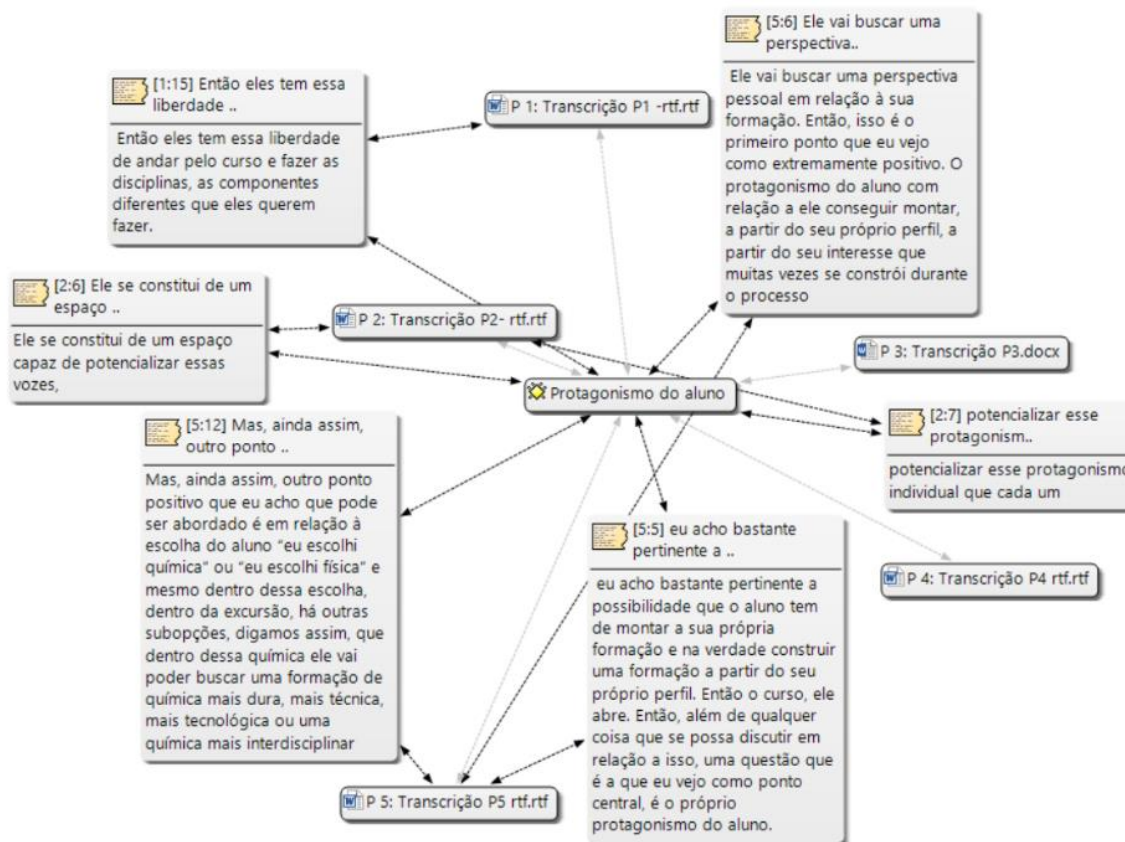 [5:6] Ele vai buscar uma
perspectiva..
Ele vai buscar uma perspectiva
pessoal em relação à sua
formação. Então, isso é o
primeiro ponto que eu vejo
como extremamente positivo. O
protagonismo do aluno com
relação a ele conseguir montar,
a partir do seu próprio perfil, a
partir do seu interesse que
muitas vezes se constrói durante
o processo
[1:15] Então eles tem essa
liberdade ..
Então eles tem essa liberdade
de andar pelo curso e fazer as
disciplinas, as componentes
diferentes que eles querem
fazer.
P 1: Transcrição P1 -rtf.rtf
[2:6] Ele se constitui de um
espaço ..
Ele se constitui de um espaço
capaz de potencializar essas
vozes,
P 2: Transcrição P2- rtf.rtf
P 3: Transcrição P3.docx
Protagonismo do aluno
[2:7] potencializar esse
protagonism..
potencializar esse protagonismo
individual que cada um
[5:12] Mas, ainda assim,
outro ponto ..
Mas, ainda assim, outro ponto
positivo que eu acho que pode
ser abordado é em relação à
escolha do aluno “eu escolhi
química” ou “eu escolhi física” e
mesmo dentro dessa escolha,
dentro da excursão, há outras
subopções, digamos assim, que
dentro dessa química ele vai
poder buscar uma formação de
química mais dura, mais técnica,
mais tecnológica ou uma
química mais interdisciplinar
[5:5] eu acho bastante
pertinente a ..
eu acho bastante pertinente a
possibilidade que o aluno tem
de montar a sua própria
formação e na verdade construir
uma formação a partir do seu
próprio perfil. Então o curso, ele
abre. Então, além de qualquer
coisa que se possa discutir em
relação a isso, uma questão que
é a que eu vejo como ponto
central, é o próprio
protagonismo do aluno.
P 4: Transcrição P4 rtf.rtf
P 5: Transcrição P5 rtf.rtf